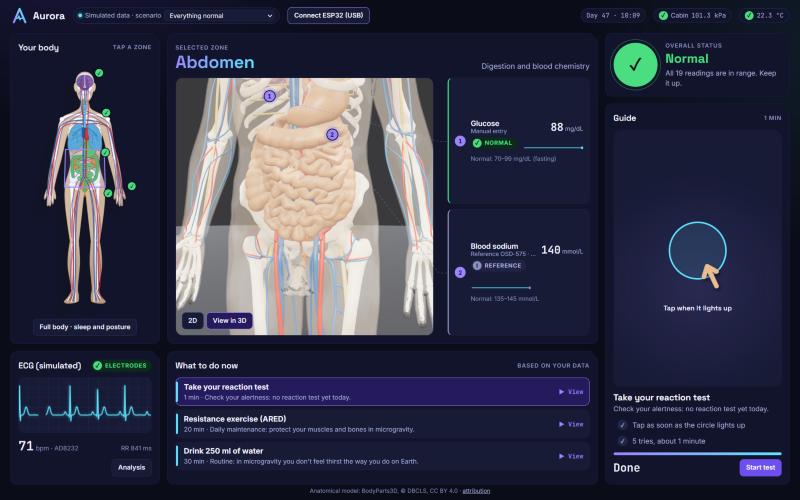 Aurora
Simulated data · scenario Everything normal
Connect ESP32 (USB)
Day 47 · 10:09
Cabin 101.3 kPa
22.3 °C
Your body
TAP A ZONE
Full body · sleep and posture
SELECTED ZONE
Abdomen
Digestion and blood chemistry
1
2
2D
View in 3D
1
Glucose
Manual entry
88 mg/dL
NORMAL
Normal: 70–99 mg/dL (fasting)
2
Blood sodium
Reference OSD-575 · ...
140 mmol/L
REFERENCE
Normal: 135–145 mmol/L
OVERALL STATUS
Normal
All 19 readings are in range. Keep
it up.
Guide
1 MIN
Tap when it lights up
Take your reaction test
Check your alertness: no reaction test yet today.
Tap as soon as the circle lights up
5 tries, about 1 minute
Done
Start test
ECG (simulated)
ELECTRODES
71 bpm · AD8232
RR 841 ms
Analysis
What to do now
BASED ON YOUR DATA
Take your reaction test
1 min · Check your alertness: no reaction test yet today.
View
Resistance exercise (ARED)
20 min · Daily maintenance: protect your muscles and bones in microgravity.
View
Drink 250 ml of water
30 min · Routine: in microgravity you don't feel thirst the way you do on Earth.
View
Anatomical model: BodyParts3D, © DBCLS, CC BY 4.0 · attribution